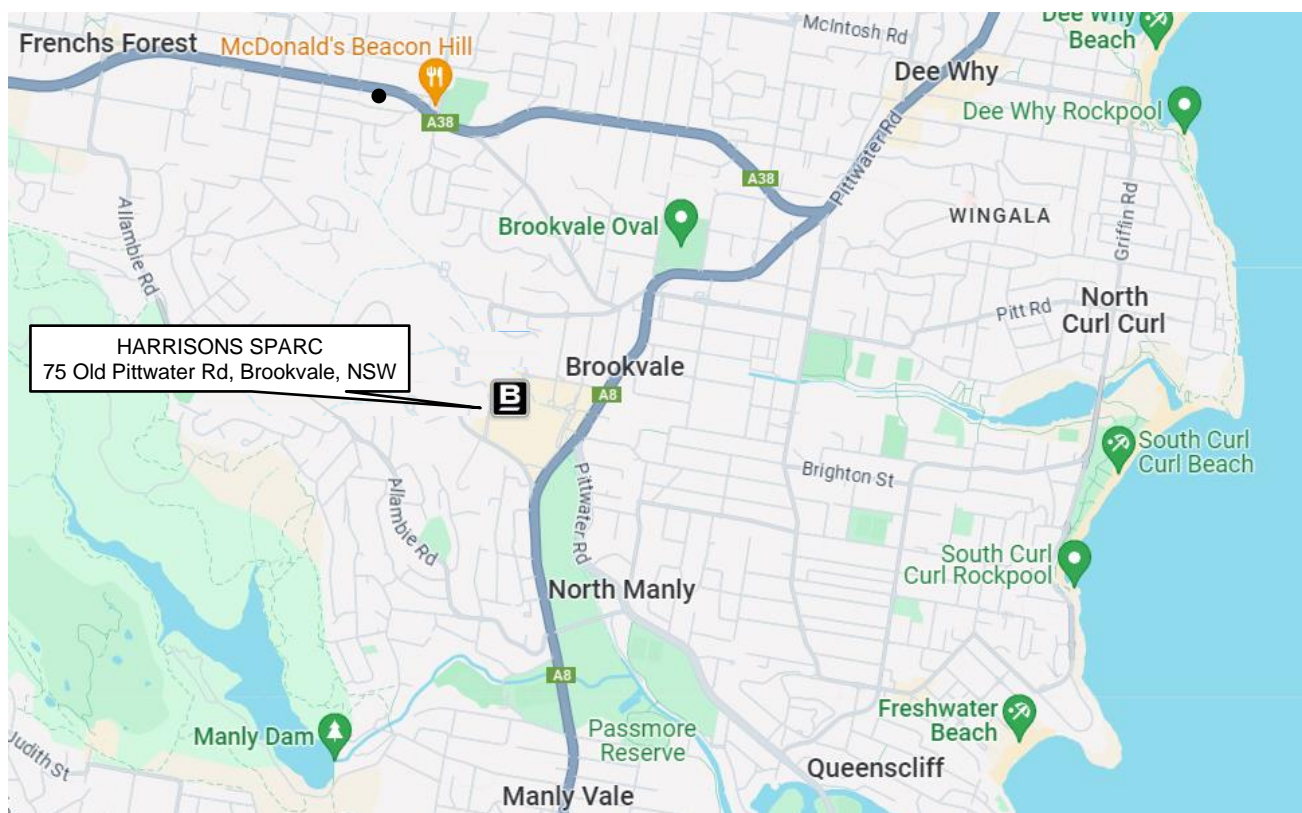 McIntosh Rd
Dee Why
Beach
Frenchs Forest
McDonald's Beacon Hill
Dee Why
Dee Why Rockpool
A38
Pittwater Rd
A38
Allambie Rd
Brookvale Oval
WINGALA
Griffin Rd
North
Curl Curl
Pitt Rd
HARRISONS SPARC
75 Old Pittwater Rd, Brookvale, NSW
Brookvale
B
A8
South Curl
Curl Beach
Pittwater Rd
Brighton St
Allambie Rd
South Curl
Curl Rockpool
North Manly
A8
Freshwater
Beach
Manly Dam
Passmore
Reserve
Judith St
Queenscliff
Manly Vale